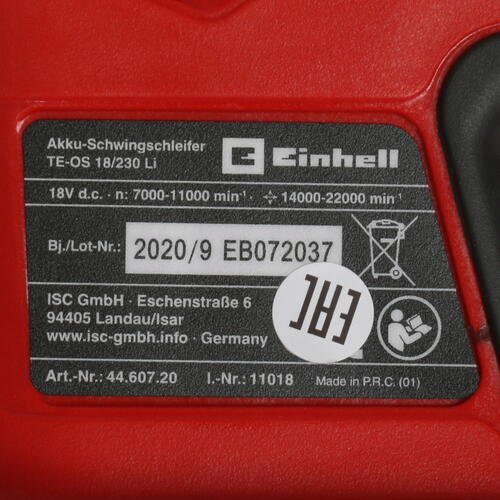 Akku-Schwingschleifer
TE-OS 18/230 Li
Einhell
18V d.c. · n: 7000-11000 min⁻¹ · 14000-22000 min⁻¹
Bj./Lot-Nr.: 2020/9 EB072037
ISC GmbH · Eschenstraße 6
94405 Landau/Isar
www.isc-gmbh.info · Germany
EAC
Art.-Nr.: 44.607.20 I.-Nr.: 11018 Made in P.R.C. (01)